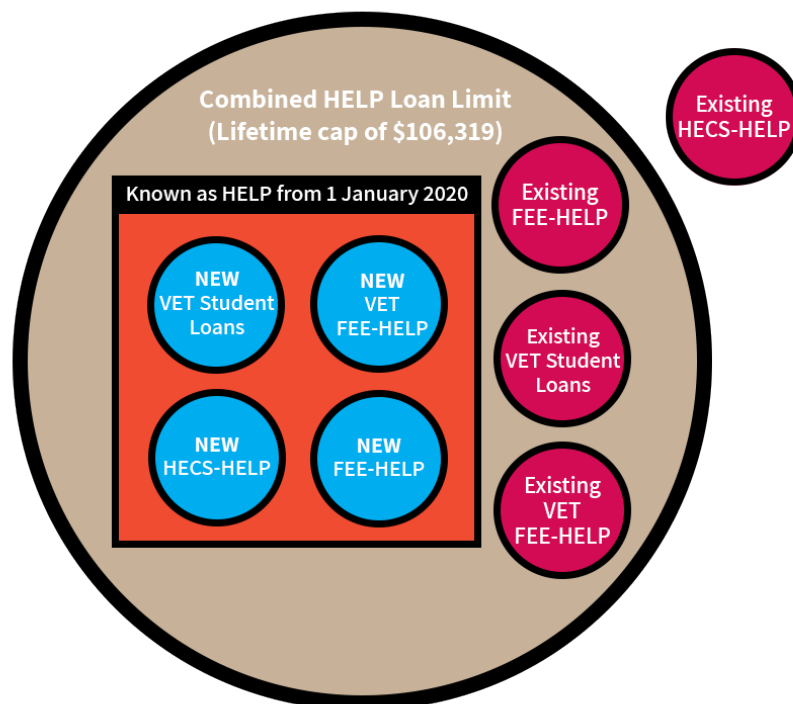 Combined HELP Loan Limit
(Lifetime cap of $106,319)
Existing
HECS-HELP
Known as HELP from 1 January 2020
Existing
FEE-HELP
NEW
VET Student
Loans
NEW
VET
FEE-HELP
Existing
VET Student
Loans
NEW
HECS-HELP
NEW
FEE-HELP
Existing
VET
FEE-HELP